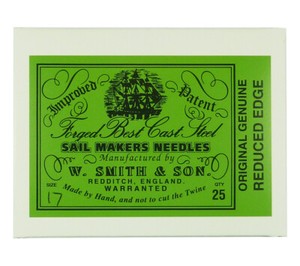 Improved Patent
Forged Best Cast Steel
SAIL MAKERS NEEDLES
Manufactured by
W. SMITH & SON.
REDDITCH, ENGLAND.
WARRANTED
SIZE
17
Made by Hand, and not to cut the Twine
QTY
25
ORIGINAL GENUINE
REDUCED EDGE